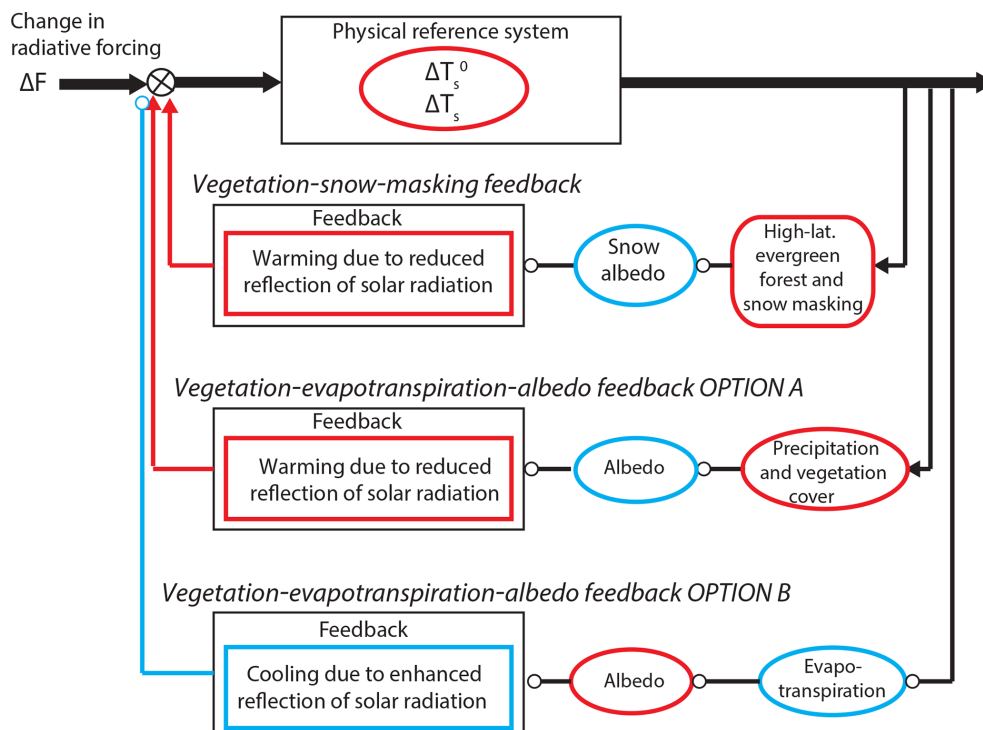 Change in
radiative forcing
ΔF
Physical reference system
ΔTs0
ΔTs
Vegetation-snow-masking feedback
Feedback
Warming due to reduced
reflection of solar radiation
Snow
albedo
High-lat.
evergreen
forest and
snow masking
Vegetation-evapotranspiration-albedo feedback OPTION A
Feedback
Warming due to reduced
reflection of solar radiation
Albedo
Precipitation
and vegetation
cover
Vegetation-evapotranspiration-albedo feedback OPTION B
Feedback
Cooling due to enhanced
reflection of solar radiation
Albedo
Evapo-
transpiration